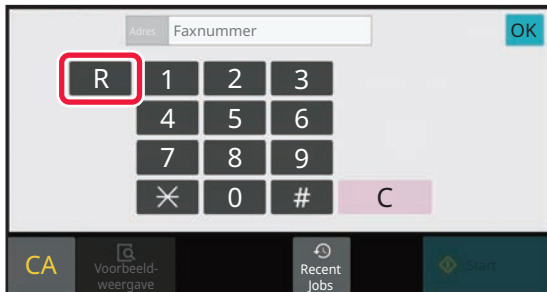 Adres Faxnummer OK
R 1 2 3
4 5 6
7 8 9
* 0 # C
CA Voorbeeld-
weergave Recent
Jobs Start